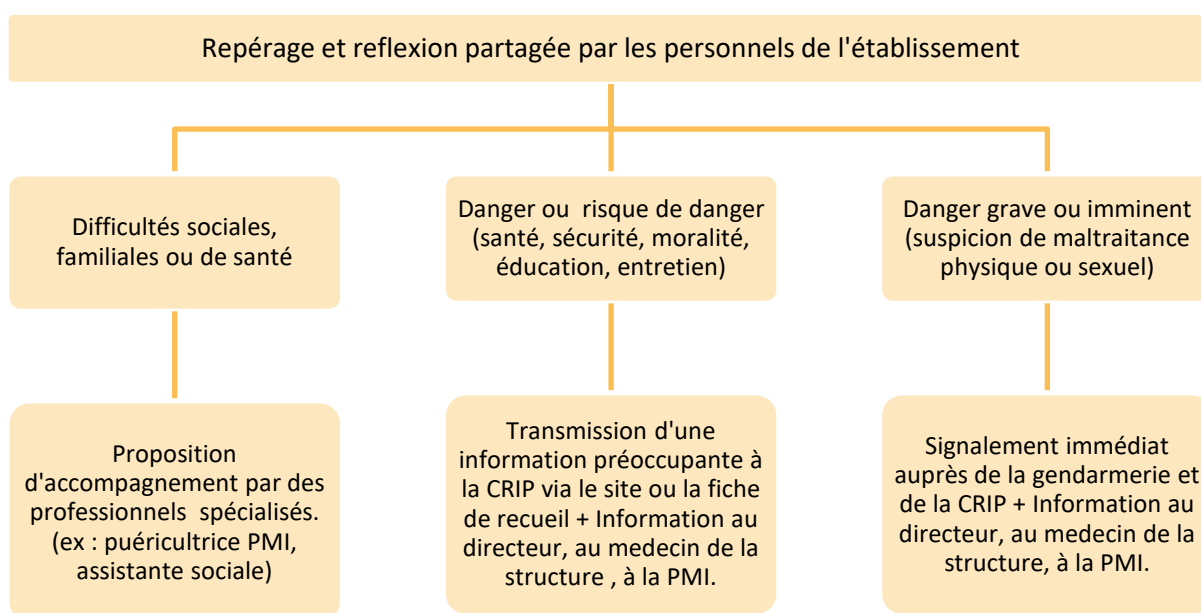 Repérage et reflexion partagée par les personnels de l'établissement
Difficultés sociales,
familiales ou de santé
Danger ou risque de danger
(santé, sécurité, moralité,
éducation, entretien)
Danger grave ou imminent
(suspicion de maltraitance
physique ou sexuel)
Proposition
d'accompagnement par des
professionnels spécialisés.
(ex : puéricultrice PMI,
assistante sociale)
Transmission d'une
information préoccupante à
la CRIP via le site ou la fiche
de recueil + Information au
directeur, au medecin de la
structure , à la PMI.
Signalement immédiat
auprès de la gendarmerie et
de la CRIP + Information au
directeur, au medecin de la
structure, à la PMI.